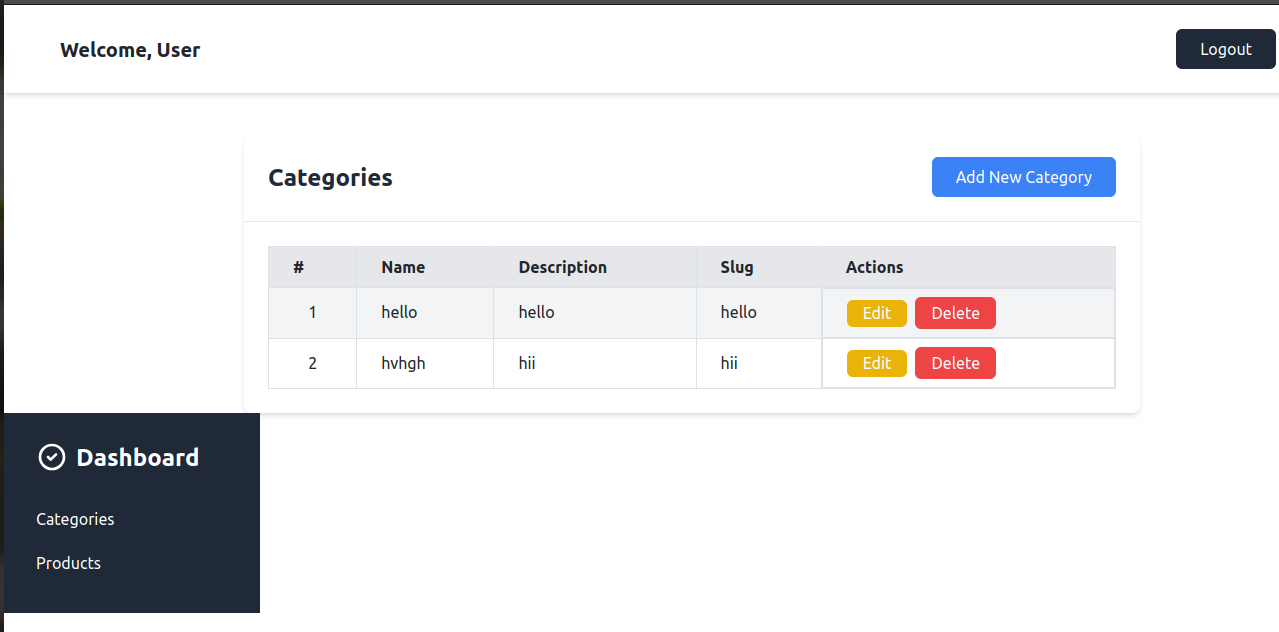 Welcome, User
Logout
Categories
Add New Category
# Name Description Slug Actions
1 hello hello hello Edit Delete
2 hvhgh hii hii Edit Delete
Dashboard
Categories
Products